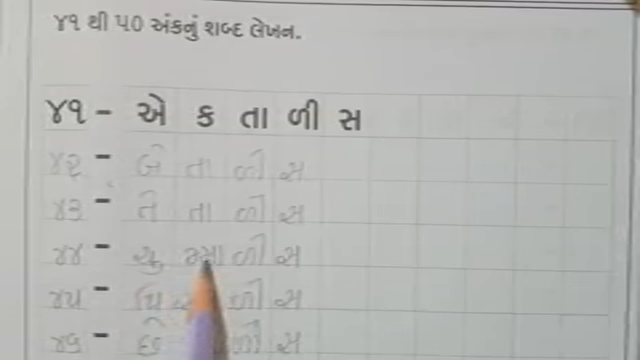 ૪૧ થી ૫૦ અંકનું શબ્દ લેખન.
૪૧ - એ ક તા ળી સ
૪૨ - બે તા ળી સ
૪૩ - તે તા ળી સ
૪૪ - ચુ મ્મા ળી સ
૪૫ - પિ ળી સ
૪૬ - છે ળી સ